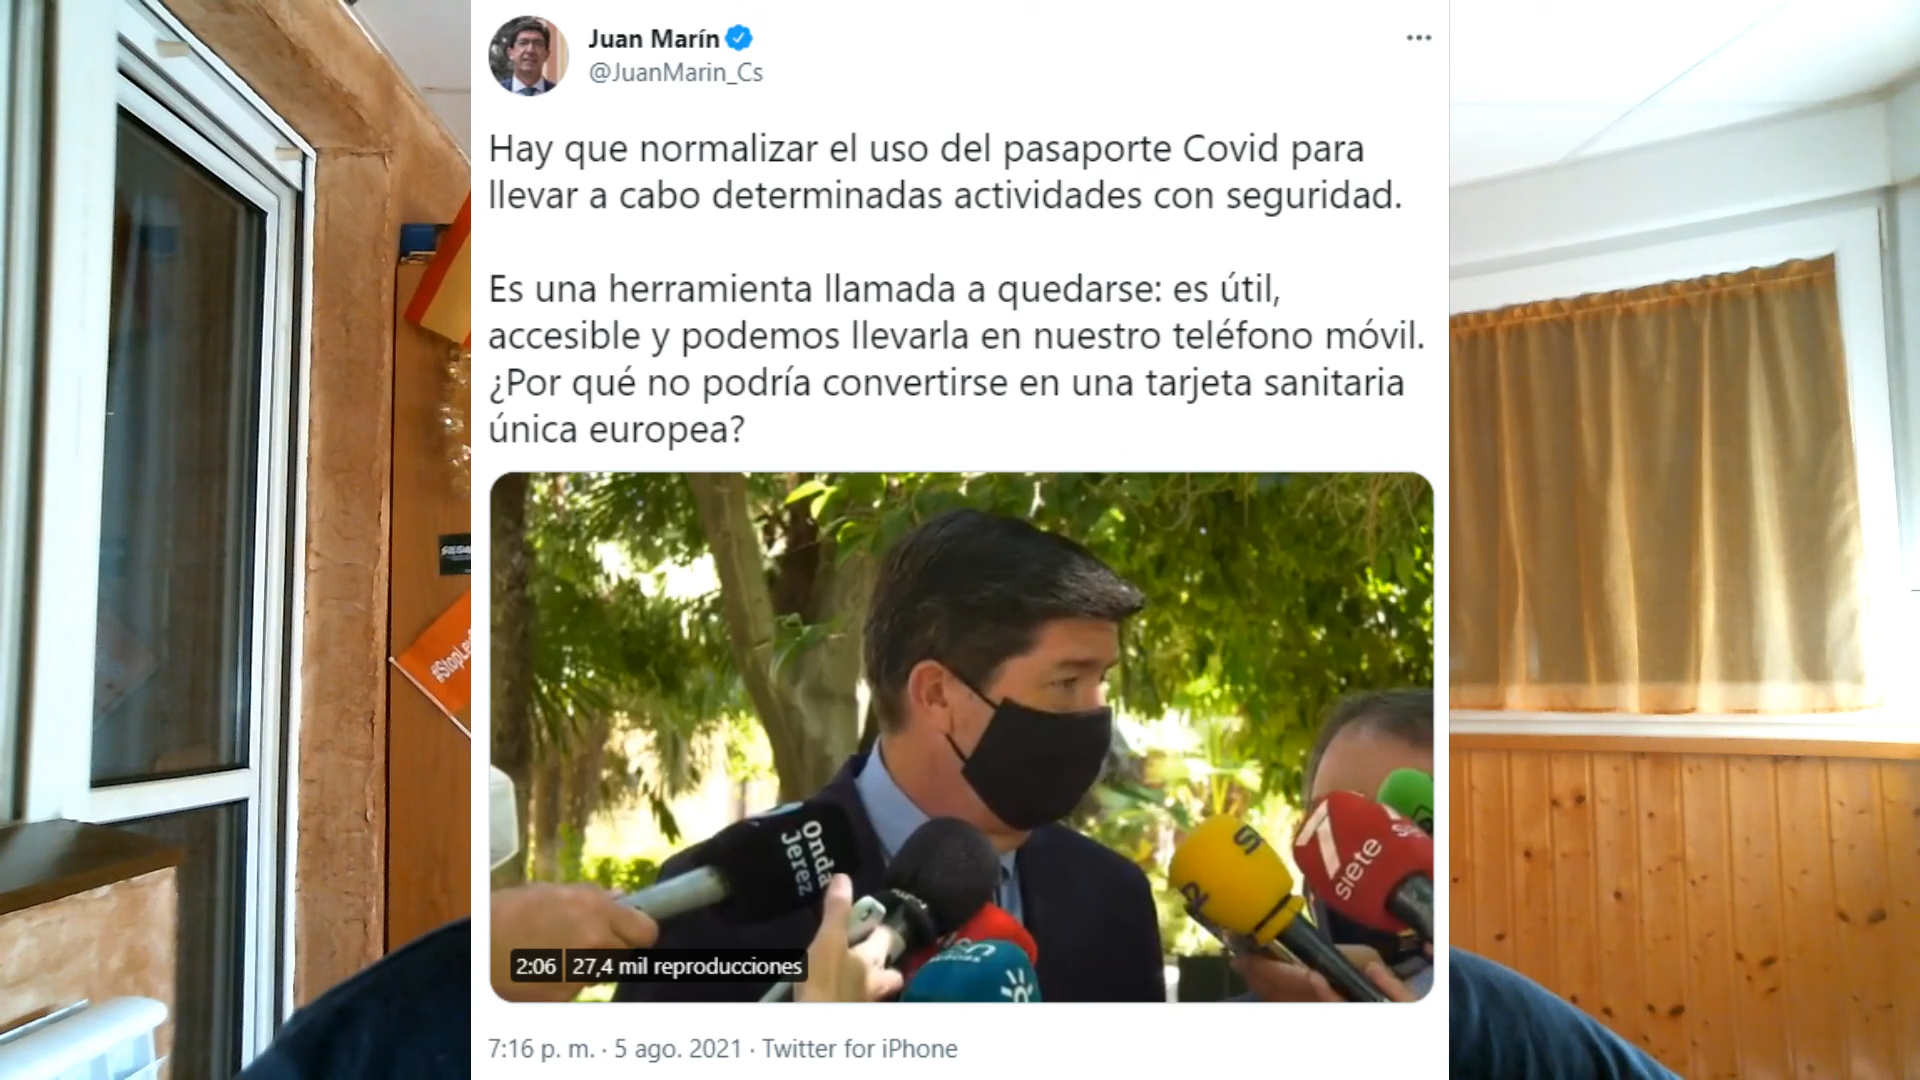 Juan Marín
@JuanMarin_Cs
Hay que normalizar el uso del pasaporte Covid para
llevar a cabo determinadas actividades con seguridad.
Es una herramienta llamada a quedarse: es útil,
accesible y podemos llevarla en nuestro teléfono móvil.
¿Por qué no podría convertirse en una tarjeta sanitaria
única europea?
#StopLe
Onda
Jerez
7
siete
2:06 27,4 mil reproducciones
7:16 p. m. · 5 ago. 2021 · Twitter for iPhone